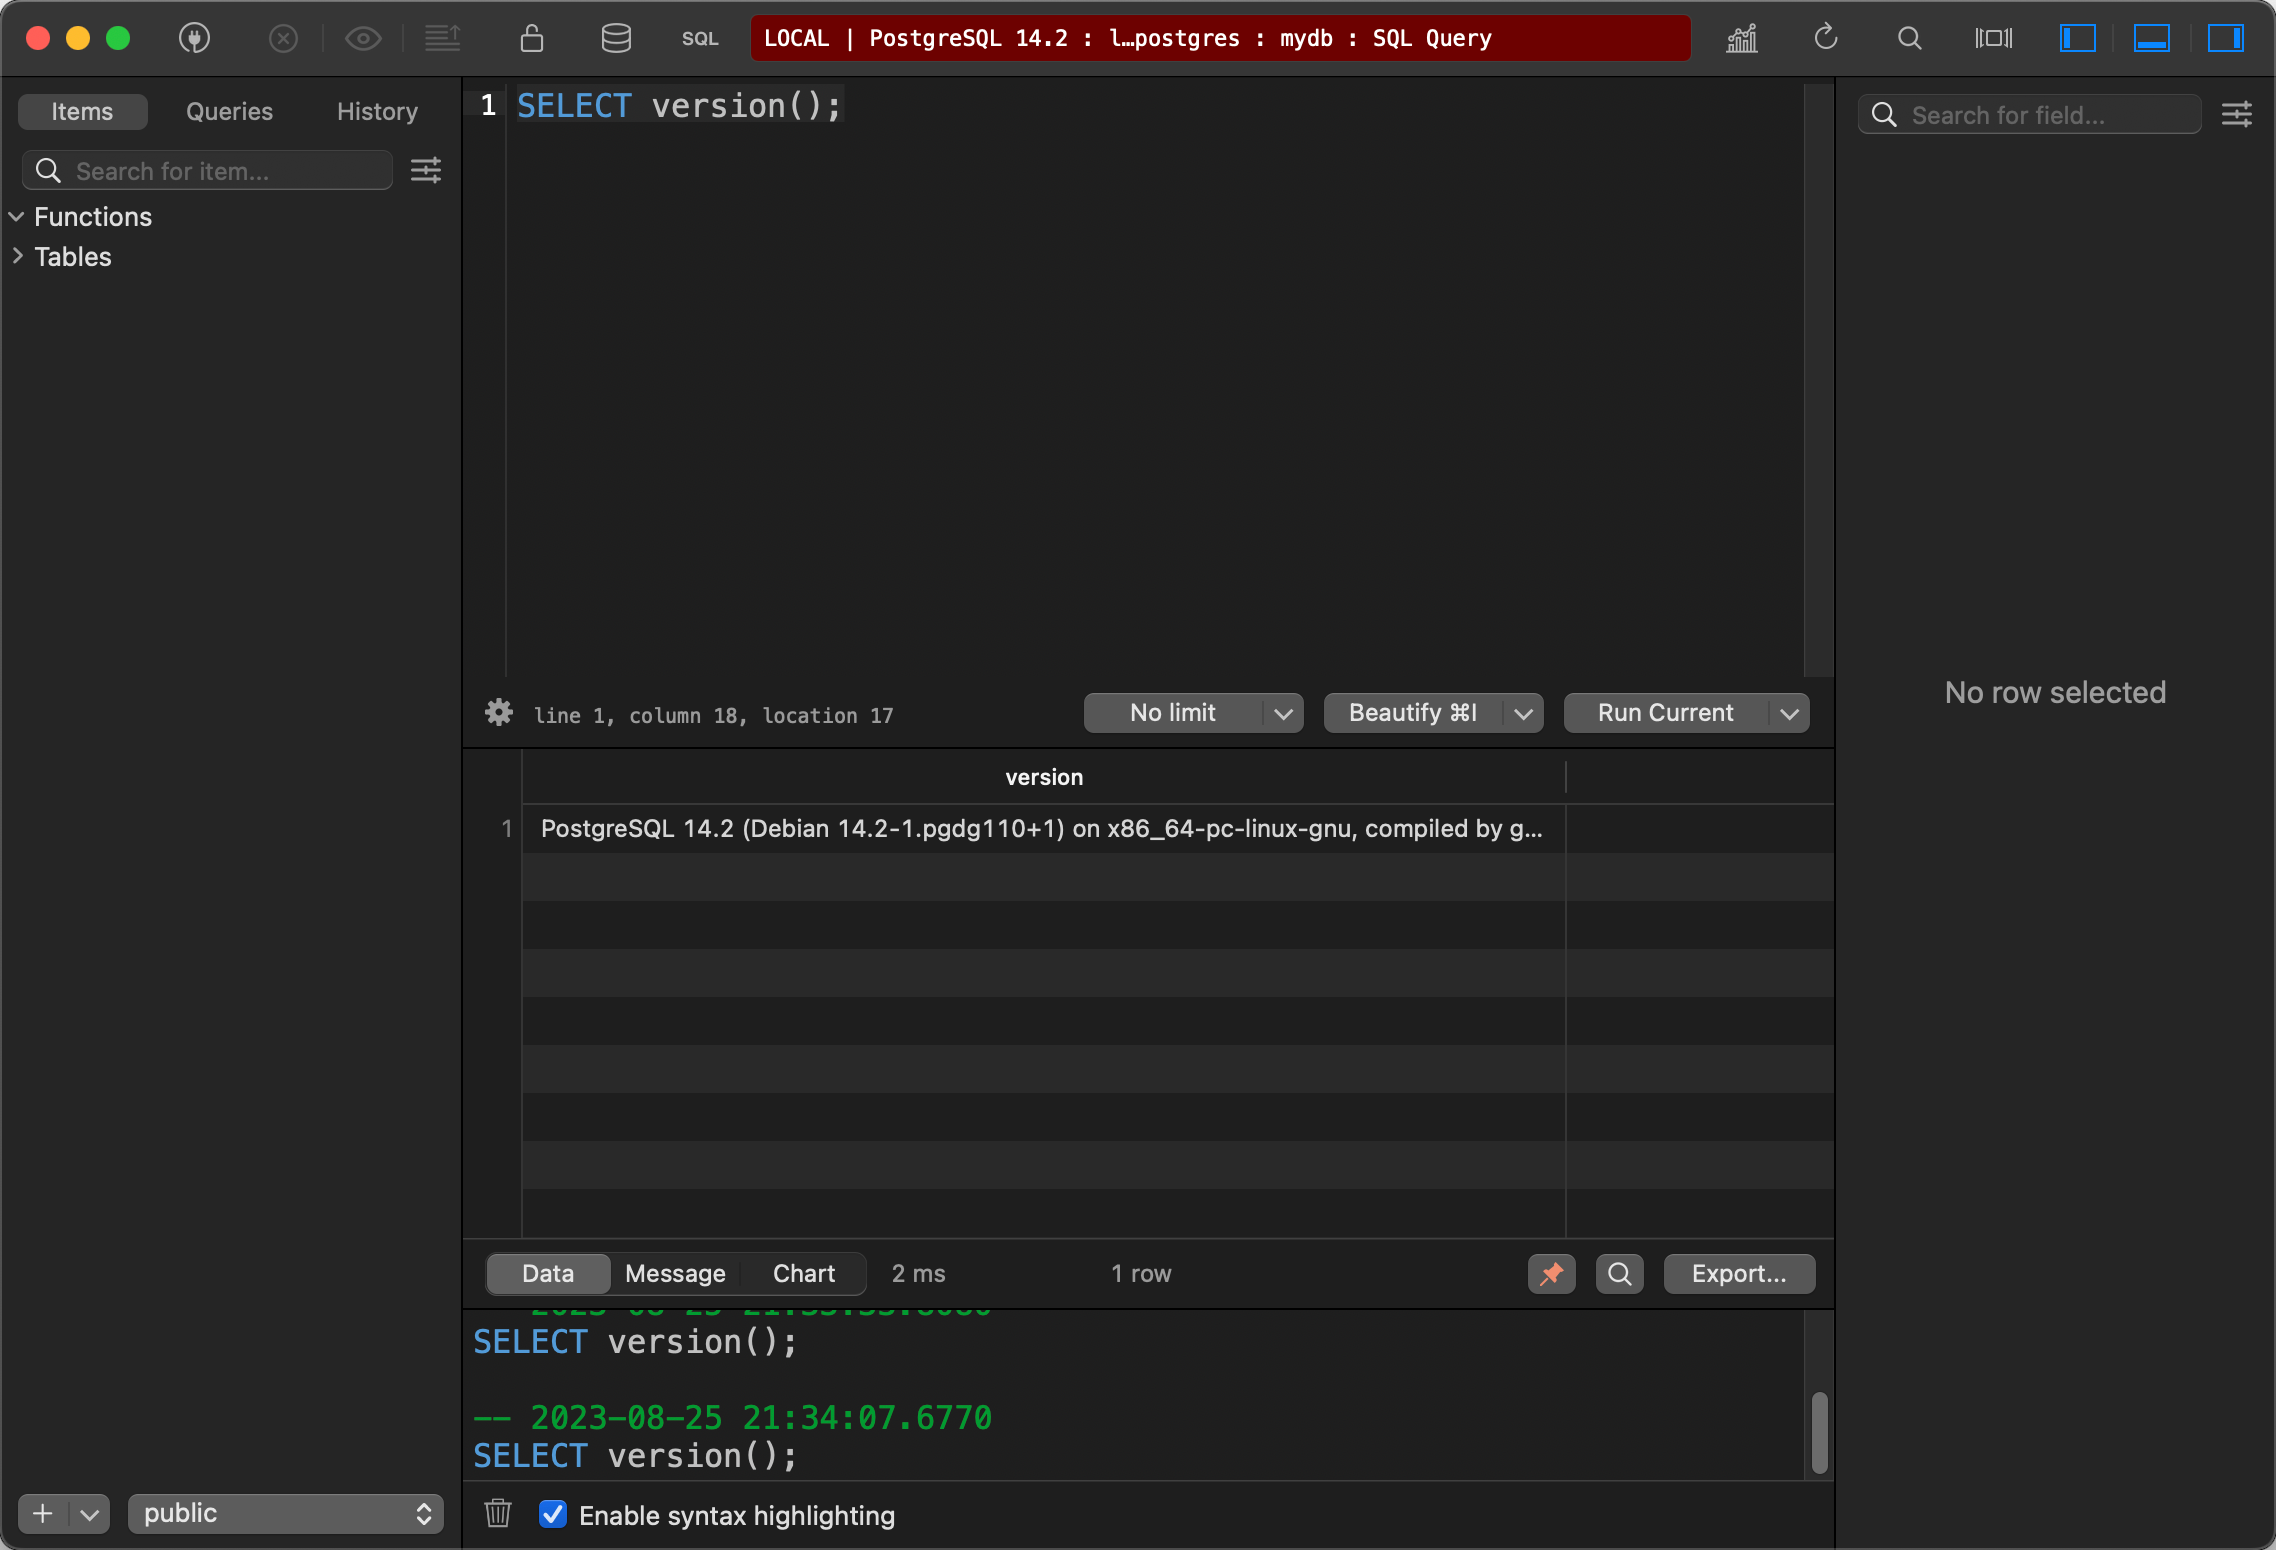 SQL
LOCAL | PostgreSQL 14.2 : l…postgres : mydb : SQL Query
Items
Queries
History
Search for item...
Functions
Tables
1
SELECT version();
Search for field...
No row selected
line 1, column 18, location 17
No limit
Beautify ⌘I
Run Current
version
1
PostgreSQL 14.2 (Debian 14.2-1.pgdg110+1) on x86_64-pc-linux-gnu, compiled by g…
Data
Message
Chart
2 ms
1 row
Export...
SELECT version();
-- 2023-08-25 21:34:07.6770
SELECT version();
public
Enable syntax highlighting